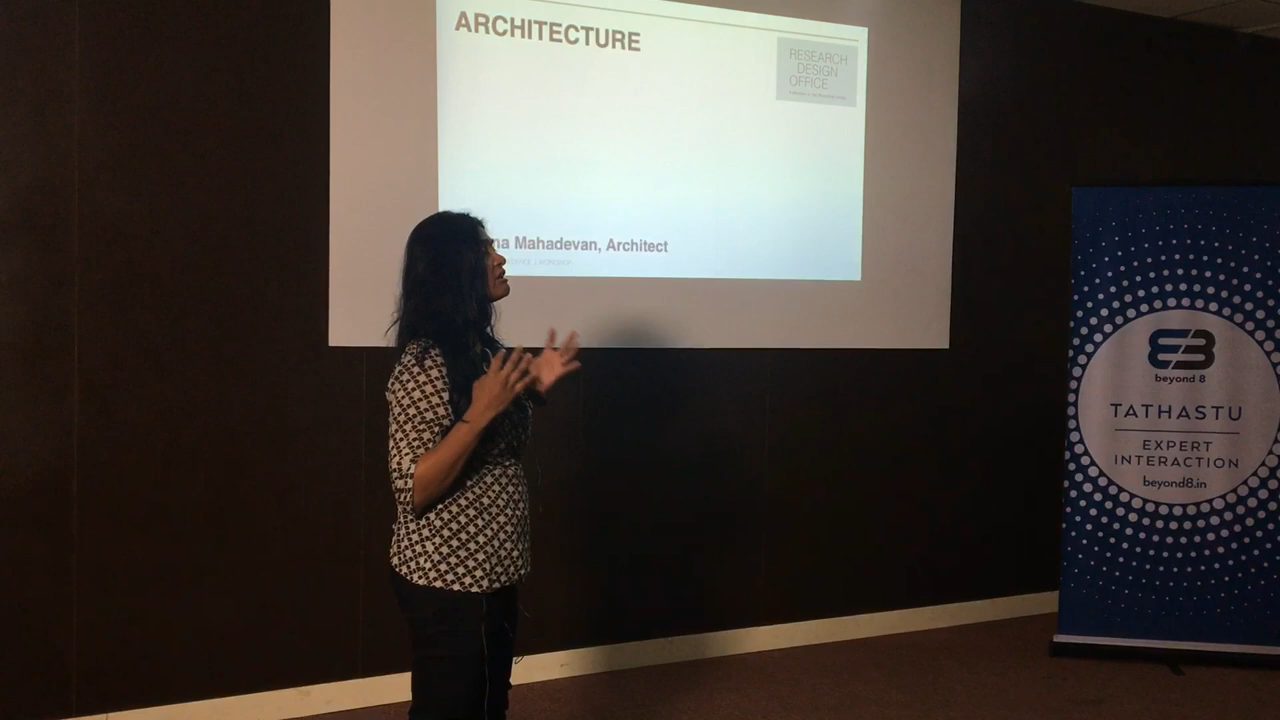 ARCHITECTURE
RESEARCH
DESIGN
OFFICE
na Mahadevan, Architect
beyond 8
TATHASTU
EXPERT
INTERACTION
beyond8.in